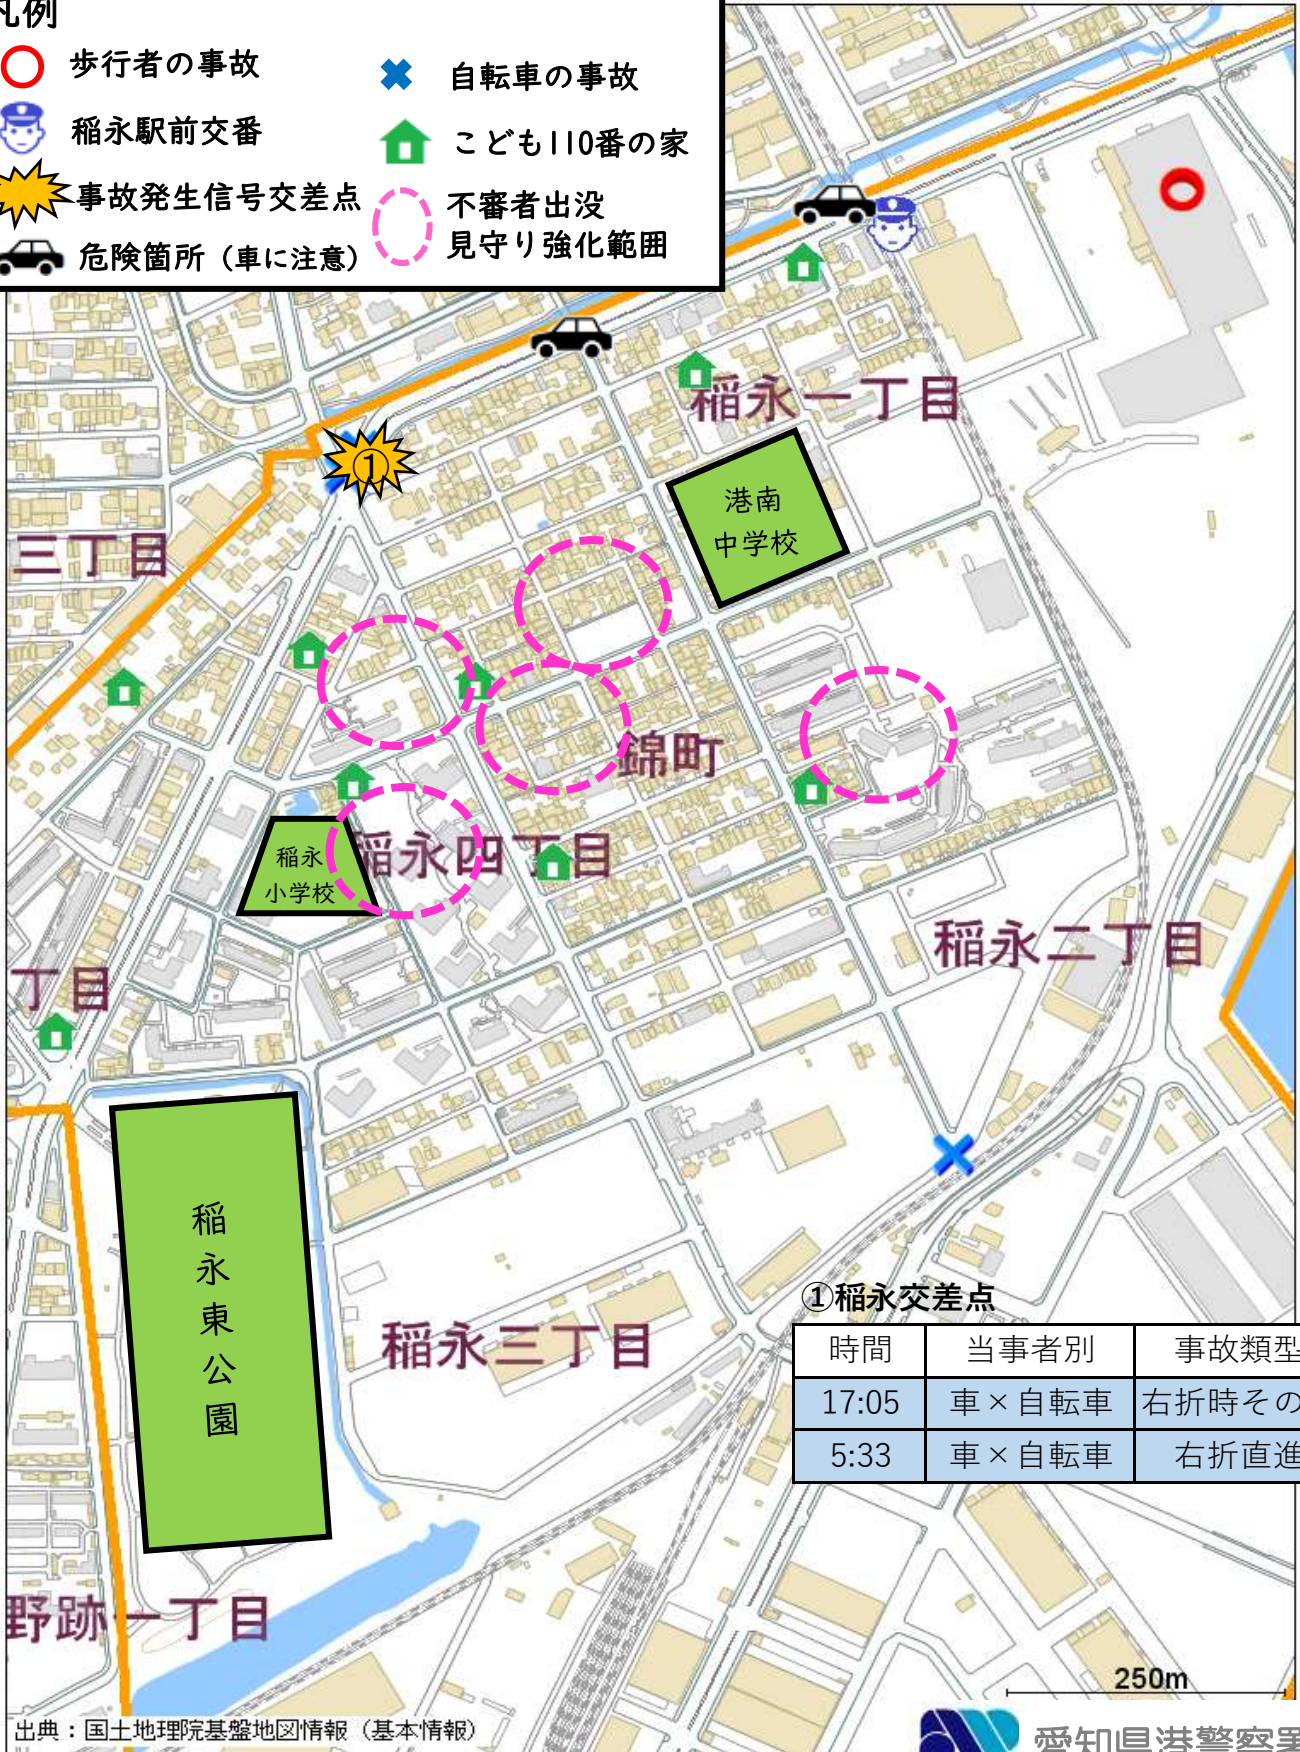 凡例
歩行者の事故
自転車の事故
稲永駅前交番
こども110番の家
事故発生信号交差点
不審者出没
見守り強化範囲
危険箇所（車に注意）
稲永一丁目
港南
中学校
①
三丁目
錦町
稲永四丁目
稲永
小学校
稲永二丁目
丁目
稲永東公園
稲永三丁目
①稲永交差点
時間 当事者別 事故類型
17:05 車×自転車 右折時その
5:33 車×自転車 右折直進
野跡一丁目
250m
出典：国土地理院基盤地図情報（基本情報）
愛知県港警察署